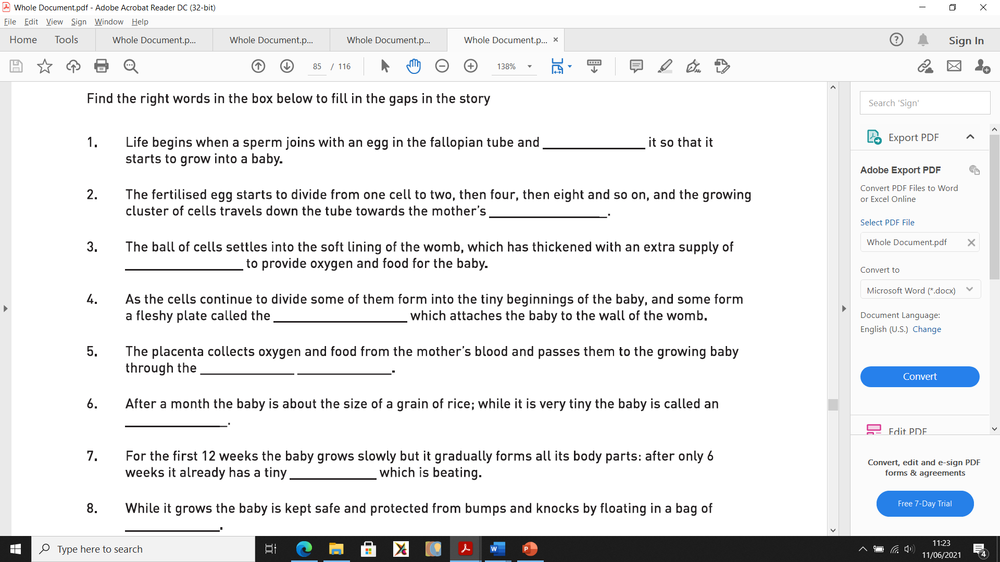 Whole Document.pdf - Adobe Acrobat Reader DC (32-bit)
File Edit View Sign Window Help
Home Tools Whole Document.p... Whole Document.p... Whole Document.p... Whole Document.p... × Sign In
85 / 116 138%
Find the right words in the box below to fill in the gaps in the story
1. Life begins when a sperm joins with an egg in the fallopian tube and ______________ it so that it
starts to grow into a baby.
2. The fertilised egg starts to divide from one cell to two, then four, then eight and so on, and the growing
cluster of cells travels down the tube towards the mother’s ________________.
3. The ball of cells settles into the soft lining of the womb, which has thickened with an extra supply of
________________ to provide oxygen and food for the baby.
4. As the cells continue to divide some of them form into the tiny beginnings of the baby, and some form
a fleshy plate called the __________________ which attaches the baby to the wall of the womb.
5. The placenta collects oxygen and food from the mother’s blood and passes them to the growing baby
through the _____________ _____________.
6. After a month the baby is about the size of a grain of rice; while it is very tiny the baby is called an
______________.
7. For the first 12 weeks the baby grows slowly but it gradually forms all its body parts: after only 6
weeks it already has a tiny ____________ which is beating.
8. While it grows the baby is kept safe and protected from bumps and knocks by floating in a bag of
_____________.
Search 'Sign'
Export PDF
Adobe Export PDF
Convert PDF Files to Word
or Excel Online
Select PDF File
Whole Document.pdf
Convert to
Microsoft Word (*.docx)
Document Language:
English (U.S.) Change
Convert
Edit PDF
Convert, edit and e-sign PDF
forms & agreements
Free 7-Day Trial
Type here to search
11:23
11/06/2021
4